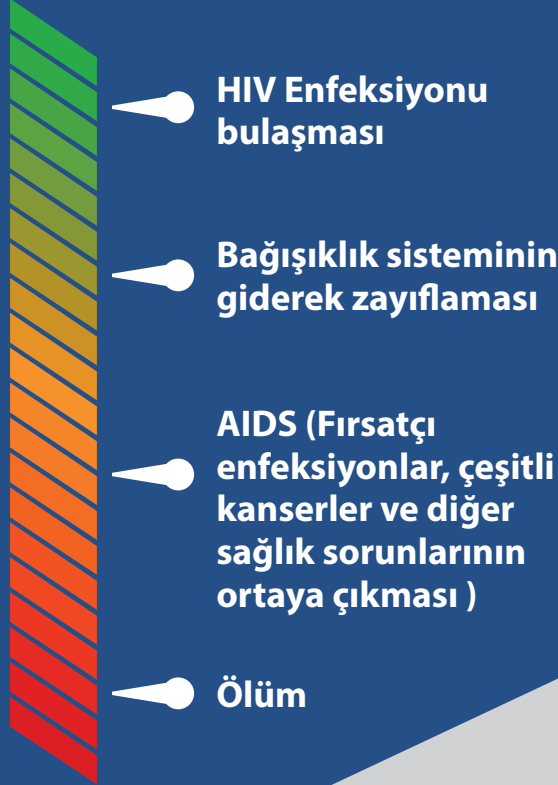 HIV Enfeksiyonu
bulaşması
Bağışıklık sisteminin
giderek zayıflaması
AIDS (Fırsatçı
enfeksiyonlar, çeşitli
kanserler ve diğer
sağlık sorunlarının
ortaya çıkması )
Ölüm